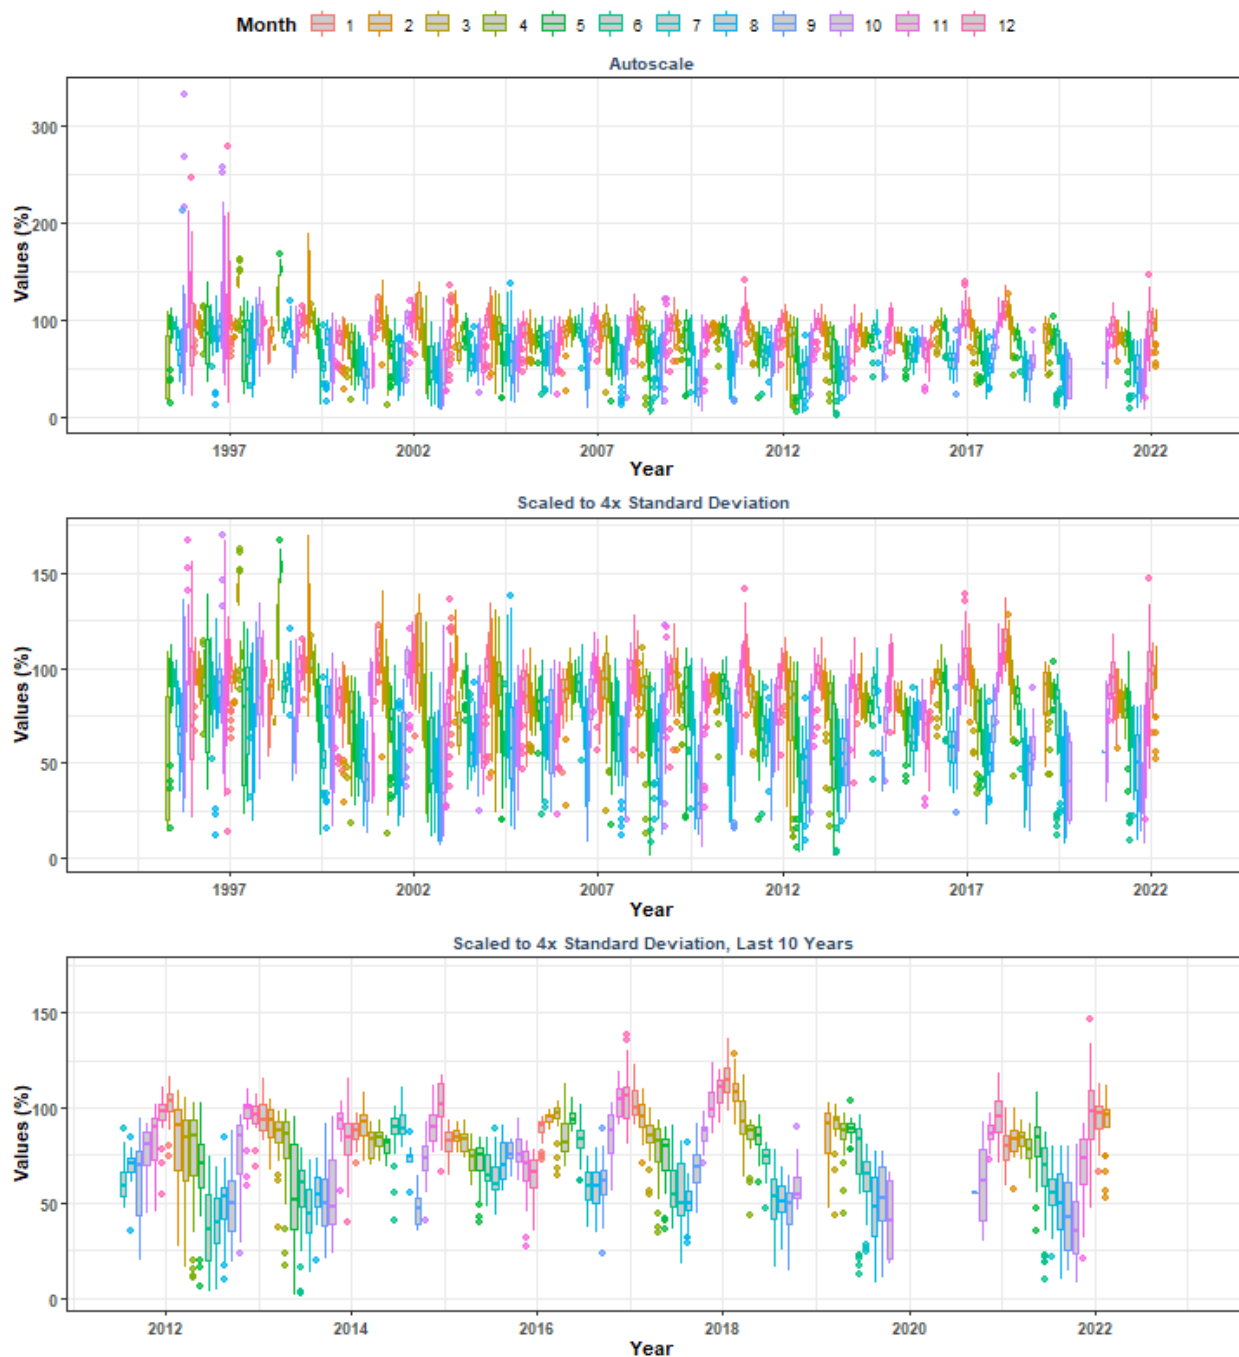 Month 1 2 3 4 5 6 7 8 9 10 11 12
Autoscale
Values (%)
300
200
100
0
1997 2002 2007 2012 2017 2022
Year
Scaled to 4x Standard Deviation
Values (%)
150
100
50
0
1997 2002 2007 2012 2017 2022
Year
Scaled to 4x Standard Deviation, Last 10 Years
Values (%)
150
100
50
0
2012 2014 2016 2018 2020 2022
Year